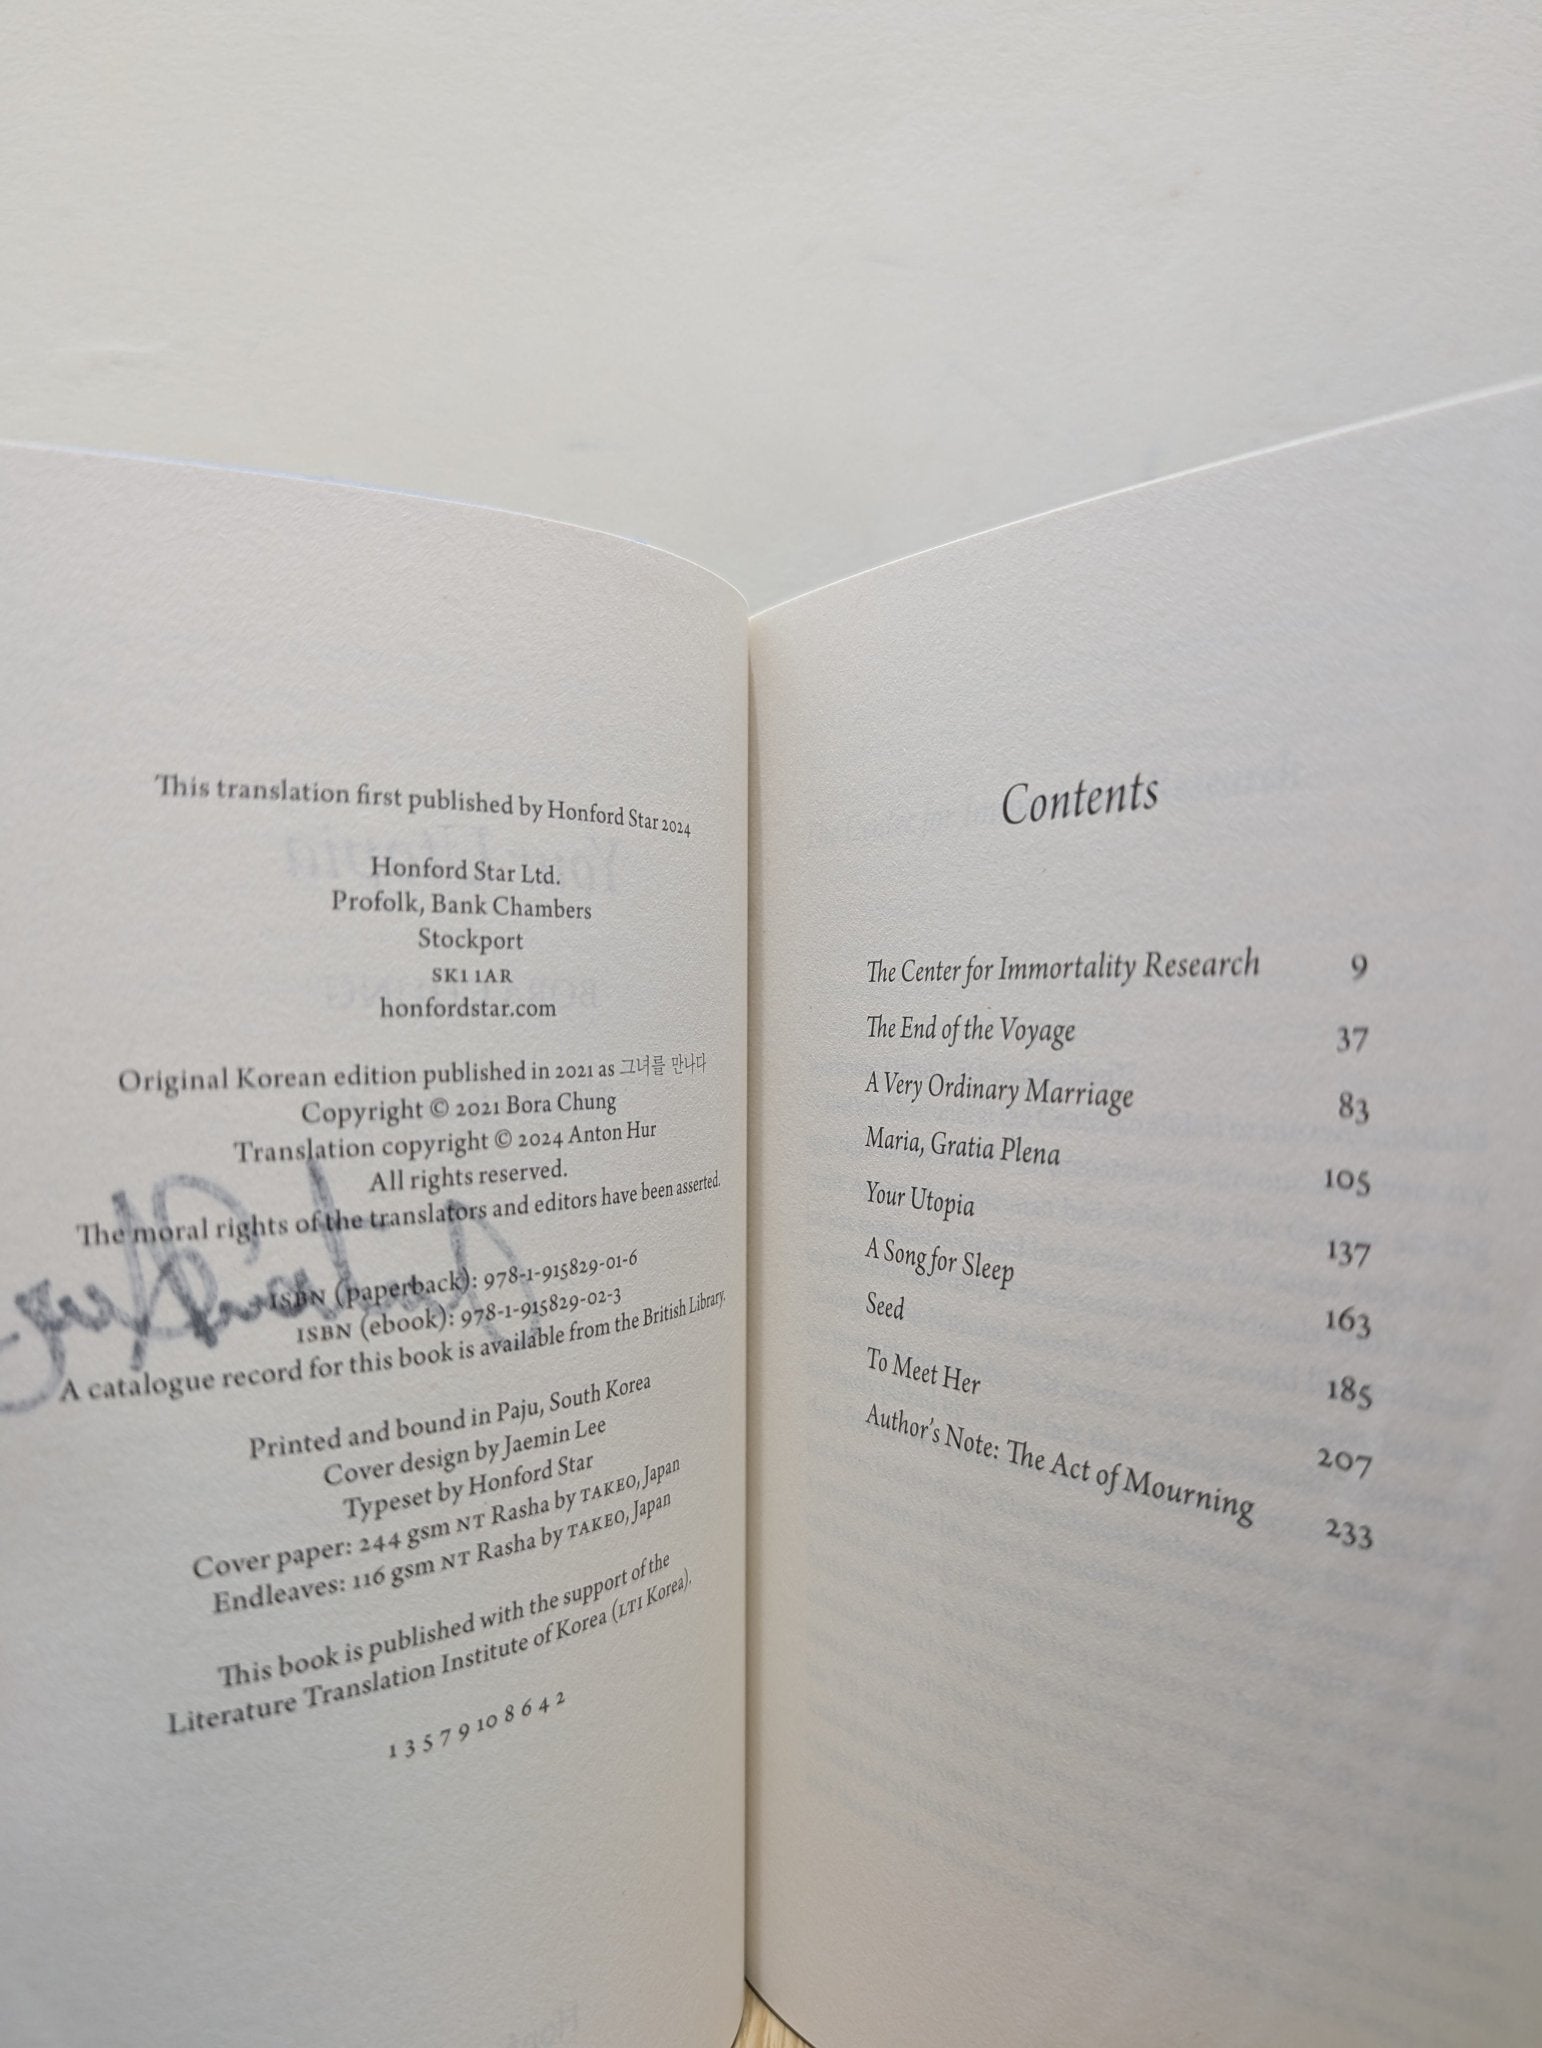 This translation first published by Honford Star 2024
Honford Star Ltd.
Profolk, Bank Chambers
Stockport
SK1 1AR
honfordstar.com
Original Korean edition published in 2021 as 그녀를 만나다
Copyright © 2021 Bora Chung
Translation copyright © 2024 Anton Hur
All rights reserved.
The moral rights of the translators and editors have been asserted.
ISBN (paperback): 978-1-915829-01-6
ISBN (ebook): 978-1-915829-02-3
A catalogue record for this book is available from the British Library.
Printed and bound in Paju, South Korea
Cover design by Jaemin Lee
Typeset by Honford Star
Cover paper: 244 gsm NT Rasha by TAKEO, Japan
Endleaves: 116 gsm NT Rasha by TAKEO, Japan
This book is published with the support of the
Literature Translation Institute of Korea (LTI Korea).
1 3 5 7 9 10 8 6 4 2
Contents
The Center for Immortality Research 9
The End of the Voyage 37
A Very Ordinary Marriage 83
Maria, Gratia Plena 105
Your Utopia 137
A Song for Sleep 163
Seed 185
To Meet Her 207
Author's Note: The Act of Mourning 233